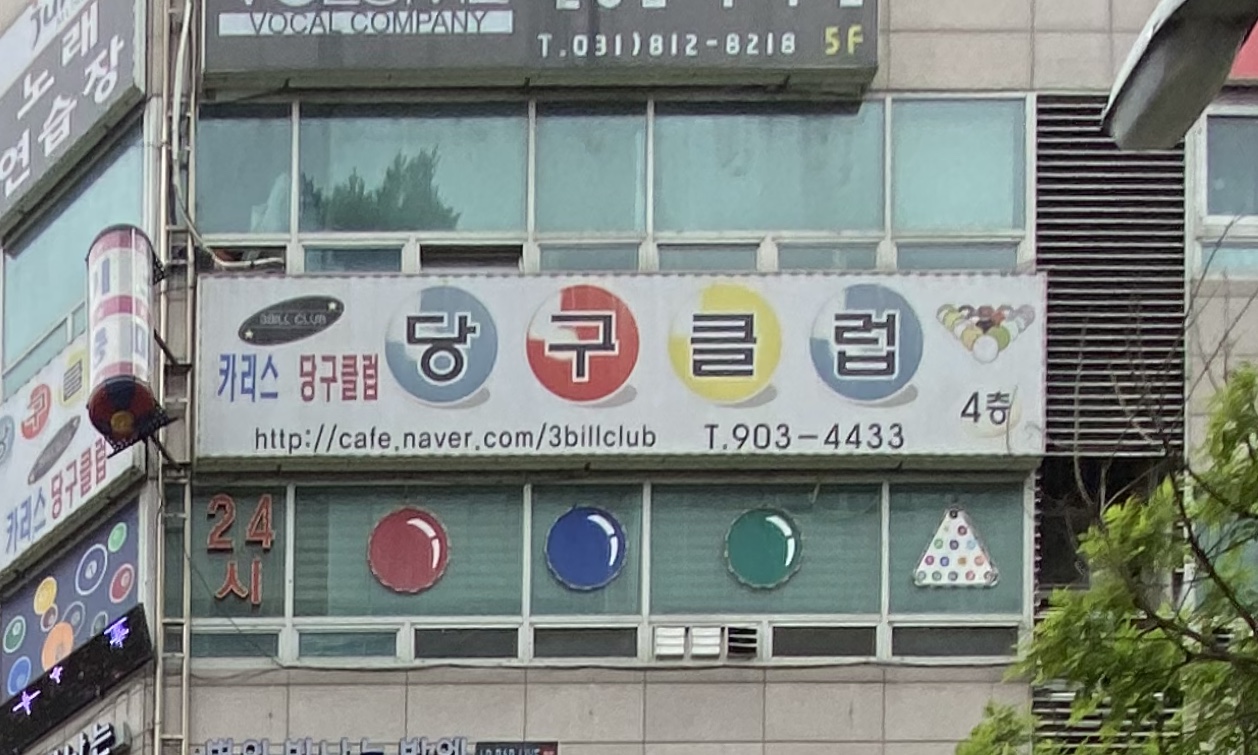 VOCAL COMPANY
T.031)812-8218 5F
노래
연습장
3BILL CLUB
당구클럽
카리스 당구클럽
4층
http://cafe.naver.com/3billclub T.903-4433
24
시
구클
카리스 당구클럽